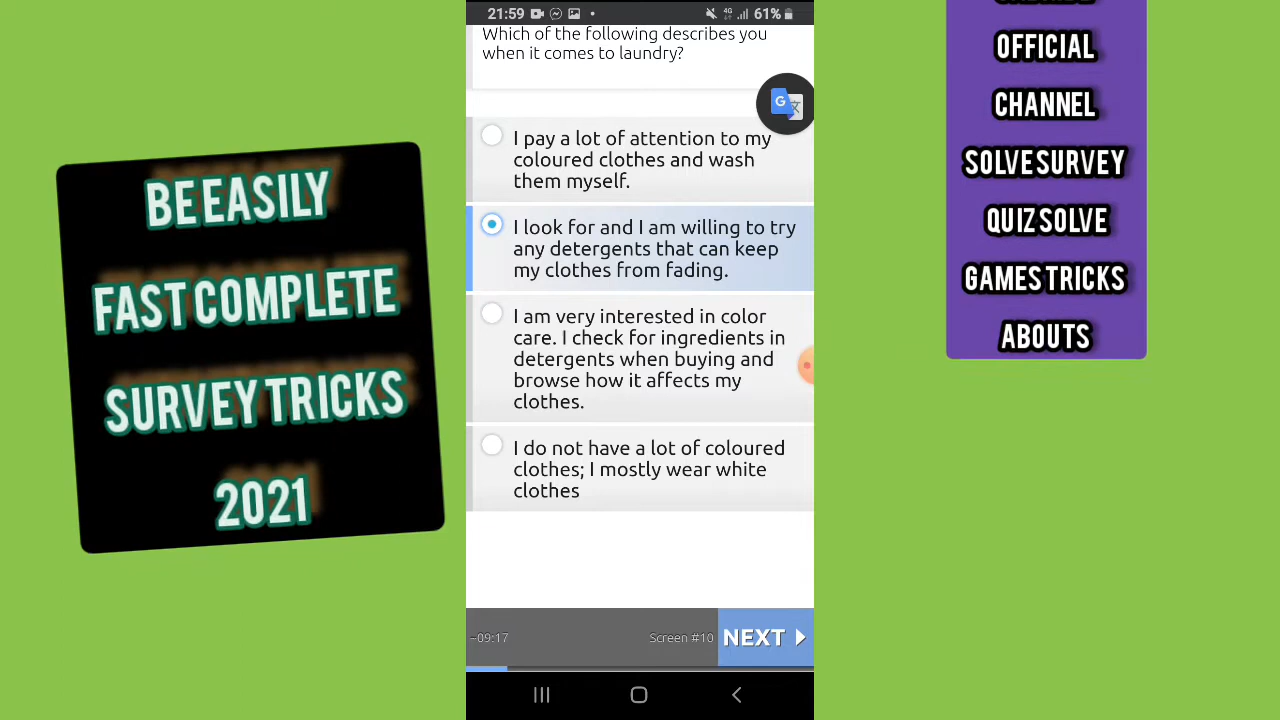 BE EASILY
FAST COMPLETE
SURVEY TRICKS
2021
21:59
4G
61%
Which of the following describes you
when it comes to laundry?
G
I pay a lot of attention to my
coloured clothes and wash
them myself.
I look for and I am willing to try
any detergents that can keep
my clothes from fading.
I am very interested in color
care. I check for ingredients in
detergents when buying and
browse how it affects my
clothes.
I do not have a lot of coloured
clothes; I mostly wear white
clothes
~09:17
Screen #10
NEXT
OFFICIAL
CHANNEL
SOLVE SURVEY
QUIZ SOLVE
GAMES TRICKS
ABOUTS